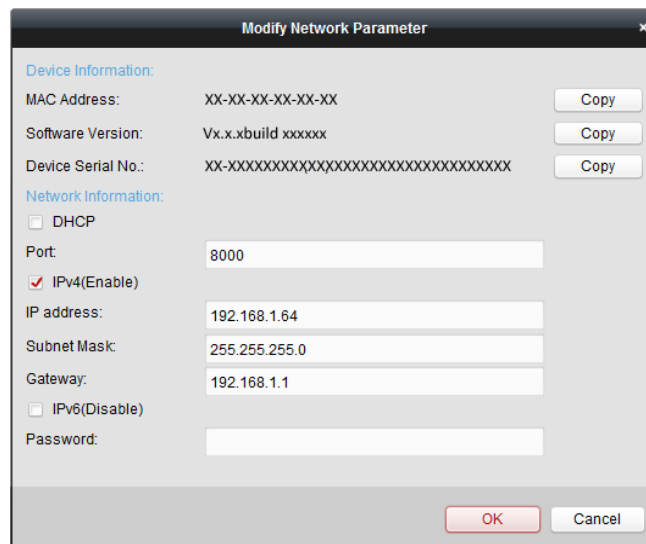 Modify Network Parameter ×
Device Information:
MAC Address: XX-XX-XX-XX-XX-XX Copy
Software Version: Vx.x.xbuild xxxxxx Copy
Device Serial No.: XX-XXXXXXXXXXXXXXXXXXXXXXXXXXXXXXXXX Copy
Network Information:
DHCP
Port: 8000
IPv4(Enable)
IP address: 192.168.1.64
Subnet Mask: 255.255.255.0
Gateway: 192.168.1.1
IPv6(Disable)
Password:
OK Cancel